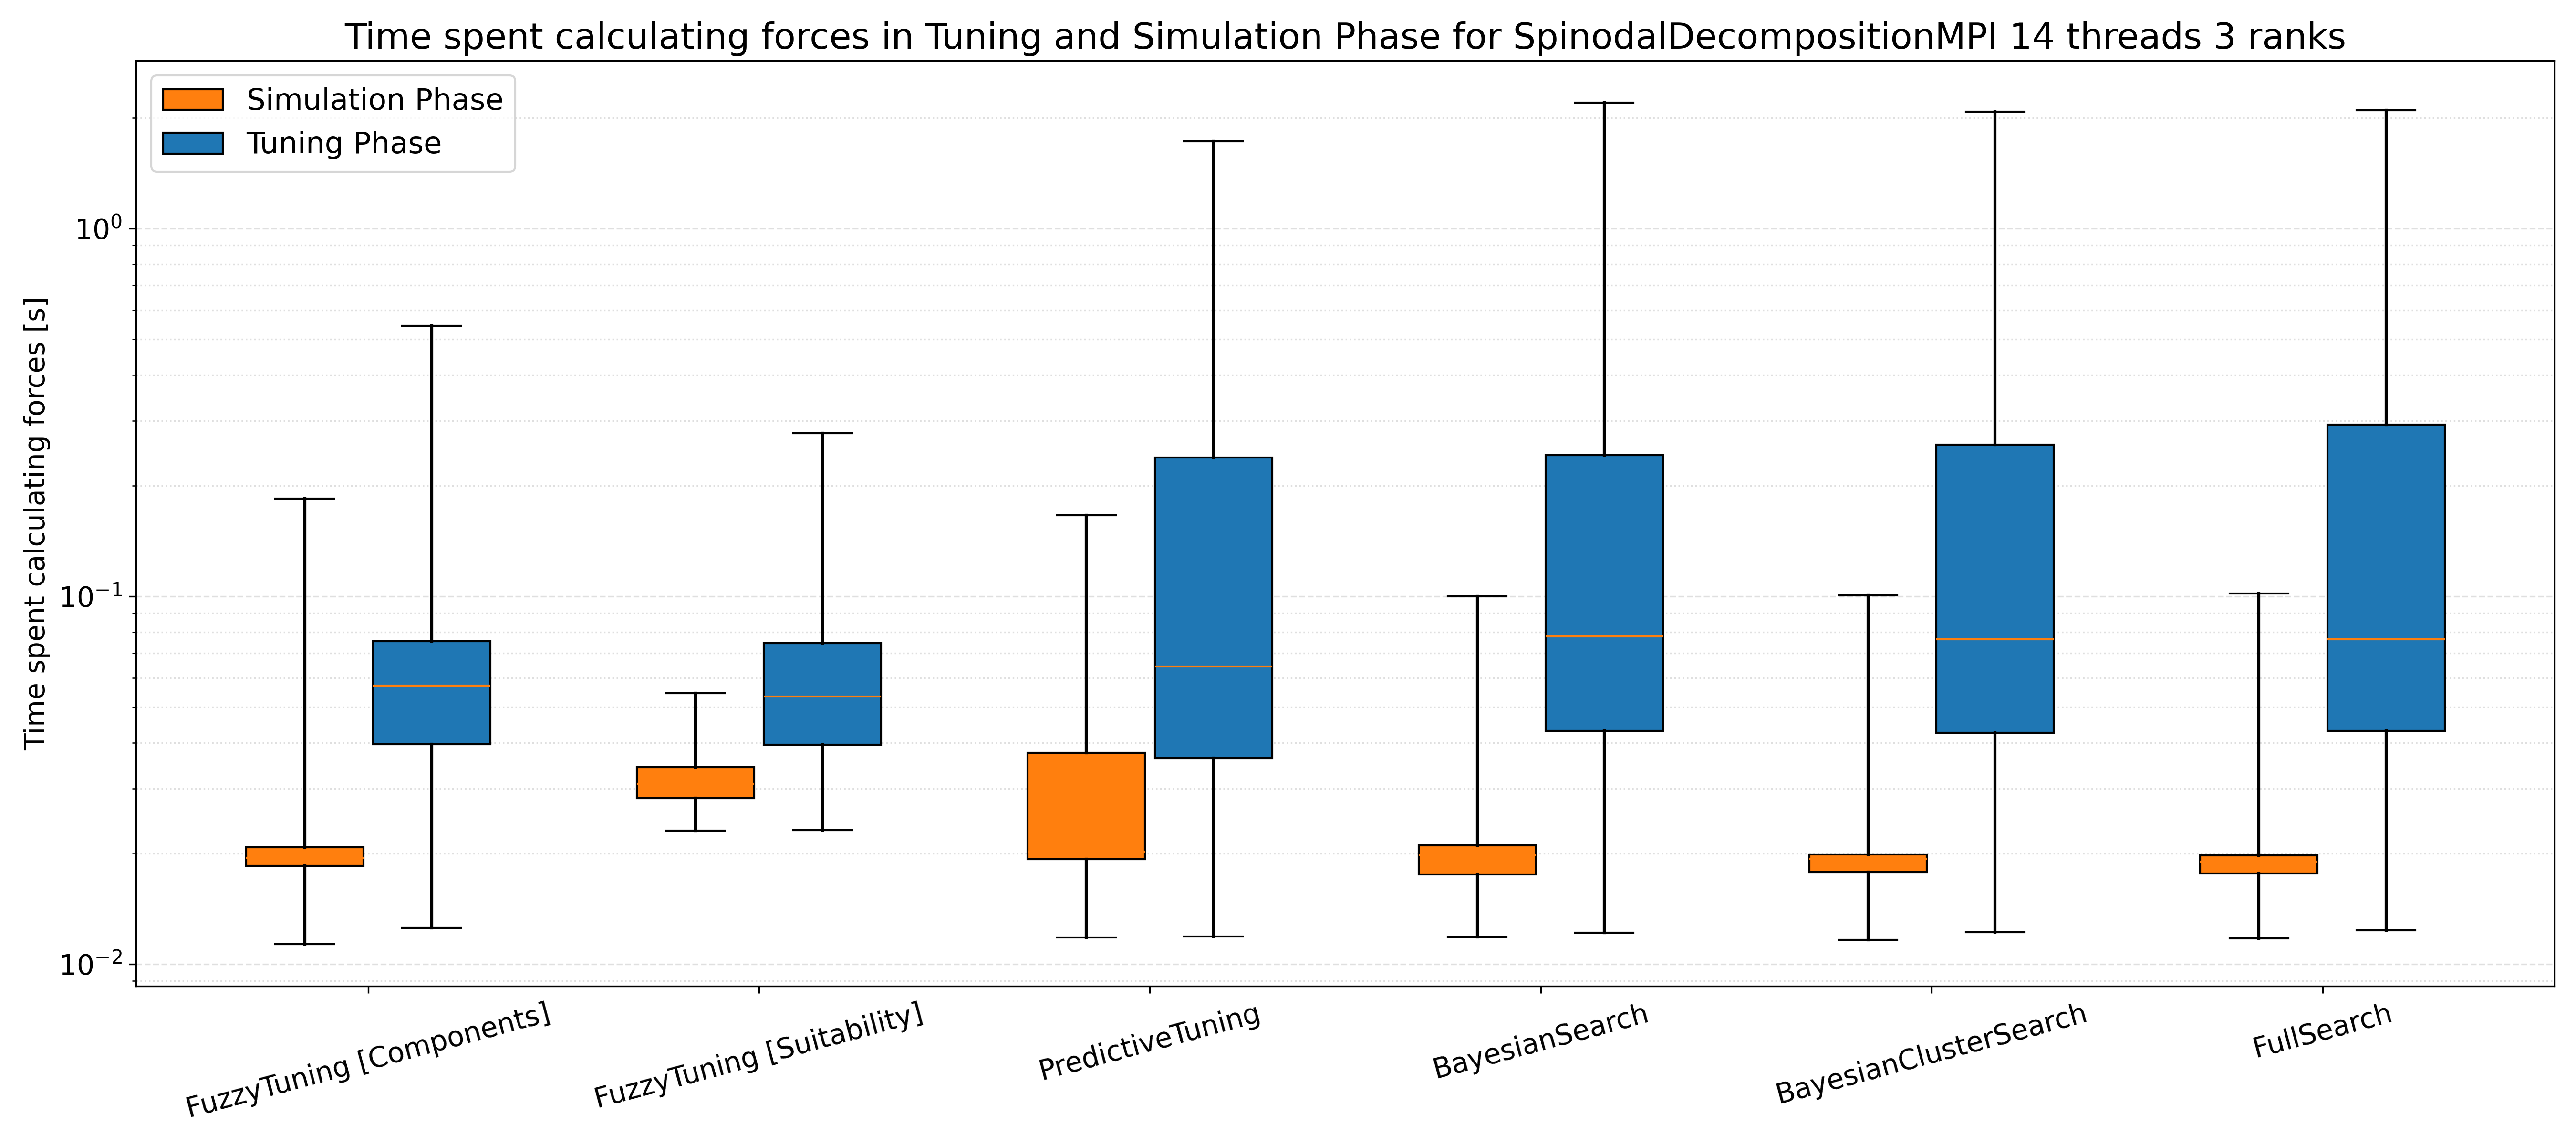 Time spent calculating forces in Tuning and Simulation Phase for SpinodalDecompositionMPI 14 threads 3 ranks
Simulation Phase
Tuning Phase
Time spent calculating forces [s]
10⁰
10⁻¹
10⁻²
FuzzyTuning [Components]
FuzzyTuning [Suitability]
PredictiveTuning
BayesianSearch
BayesianClusterSearch
FullSearch